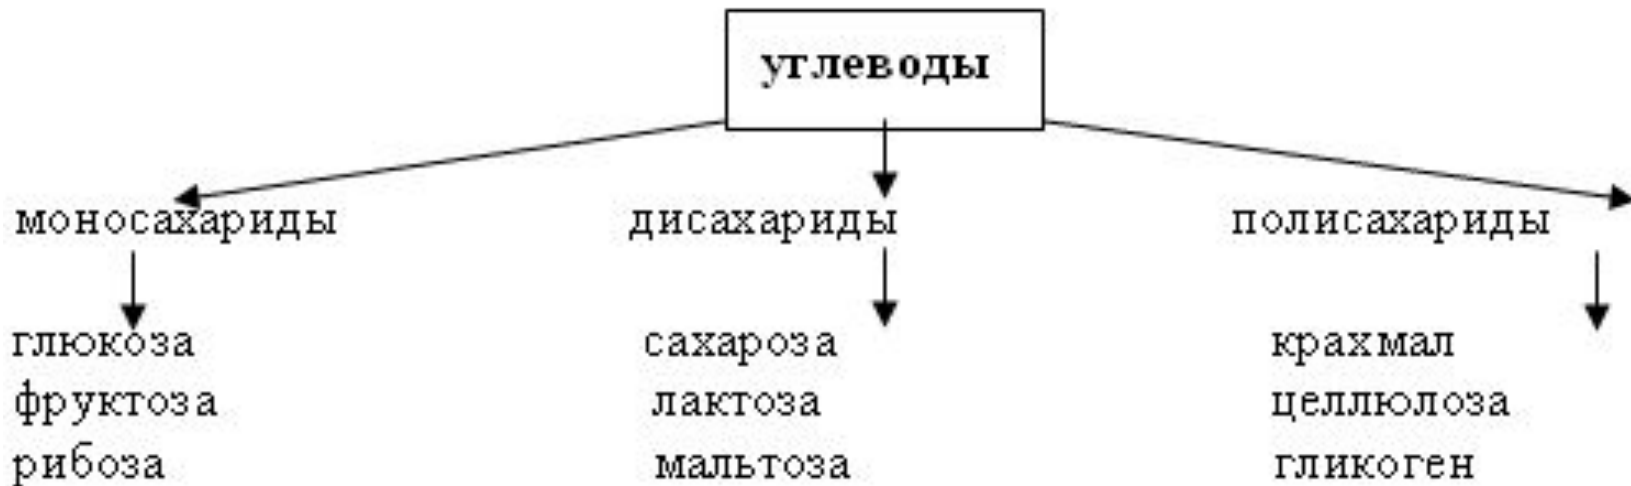 углеводы
моносахариды дисахариды полисахариды
глюкоза сахароза крахмал
фруктоза лактоза целлюлоза
рибоза мальтоза гликоген